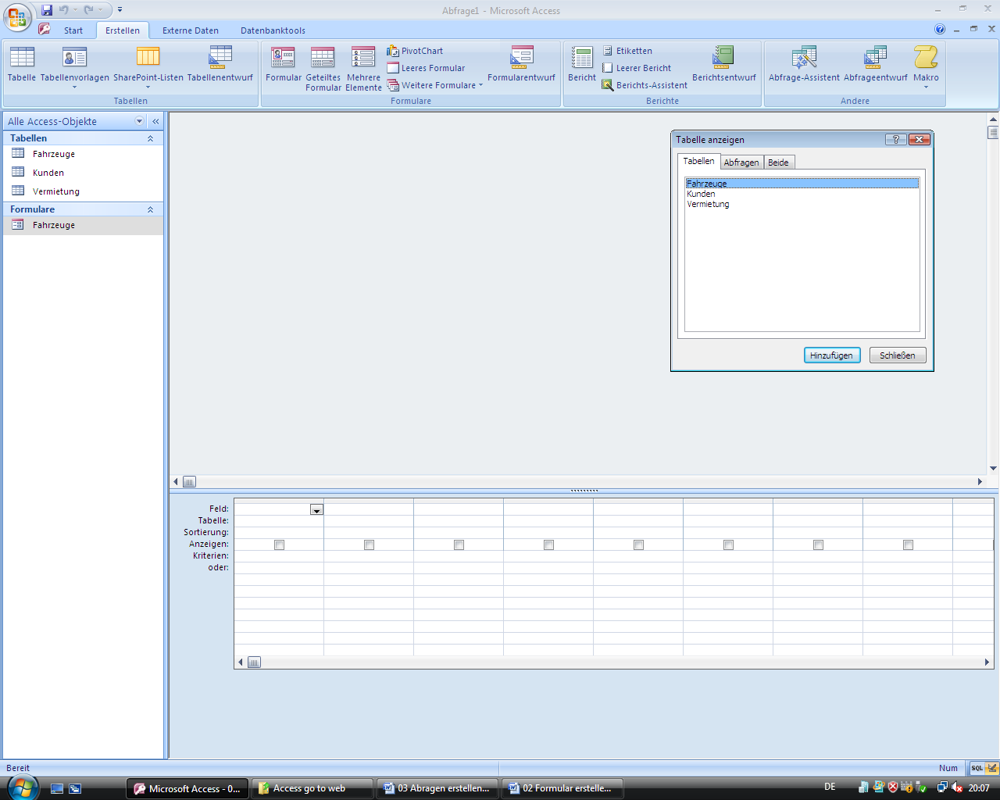 Abfrage1 - Microsoft Access
Start Erstellen Externe Daten Datenbanktools
Tabelle Tabellenvorlagen SharePoint-Listen Tabellenentwurf
Tabellen
Formular Geteiltes Formular Mehrere Elemente
PivotChart
Leeres Formular
Weitere Formulare
Formularentwurf
Formulare
Bericht
Etiketten
Leerer Bericht
Berichts-Assistent
Berichtsentwurf
Berichte
Abfrage-Assistent Abfrageentwurf Makro
Andere
Alle Access-Objekte
Tabellen
Fahrzeuge
Kunden
Vermietung
Formulare
Fahrzeuge
Tabelle anzeigen
Tabellen Abfragen Beide
Fahrzeuge
Kunden
Vermietung
Hinzufügen Schließen
Feld:
Tabelle:
Sortierung:
Anzeigen:
Kriterien:
oder:
Bereit
Num SQL
Microsoft Access - 0... Access go to web 03 Abragen erstellen... 02 Formular erstelle... DE 20:07